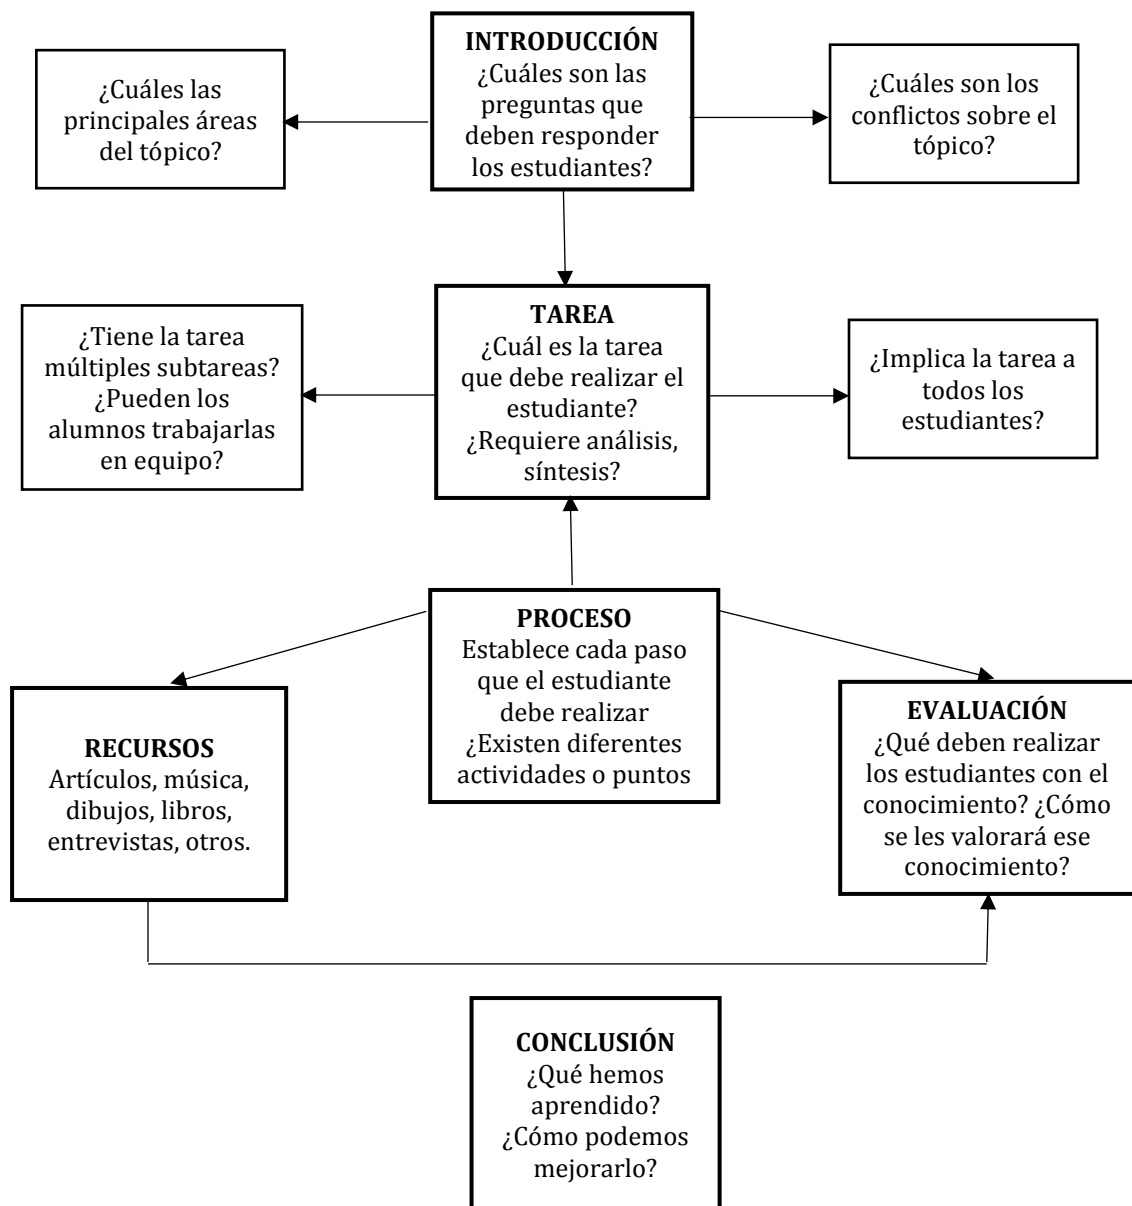 INTRODUCCIÓN
¿Cuáles son las
preguntas que
deben responder
los estudiantes?
¿Cuáles las
principales áreas
del tópico?
¿Cuáles son los
conflictos sobre el
tópico?
TAREA
¿Cuál es la tarea
que debe realizar el
estudiante?
¿Requiere análisis,
síntesis?
¿Tiene la tarea
múltiples subtareas?
¿Pueden los
alumnos trabajarlas
en equipo?
¿Implica la tarea a
todos los
estudiantes?
PROCESO
Establece cada paso
que el estudiante
debe realizar
¿Existen diferentes
actividades o puntos
RECURSOS
Artículos, música,
dibujos, libros,
entrevistas, otros.
EVALUACIÓN
¿Qué deben realizar
los estudiantes con el
conocimiento? ¿Cómo
se les valorará ese
conocimiento?
CONCLUSIÓN
¿Qué hemos
aprendido?
¿Cómo podemos
mejorarlo?